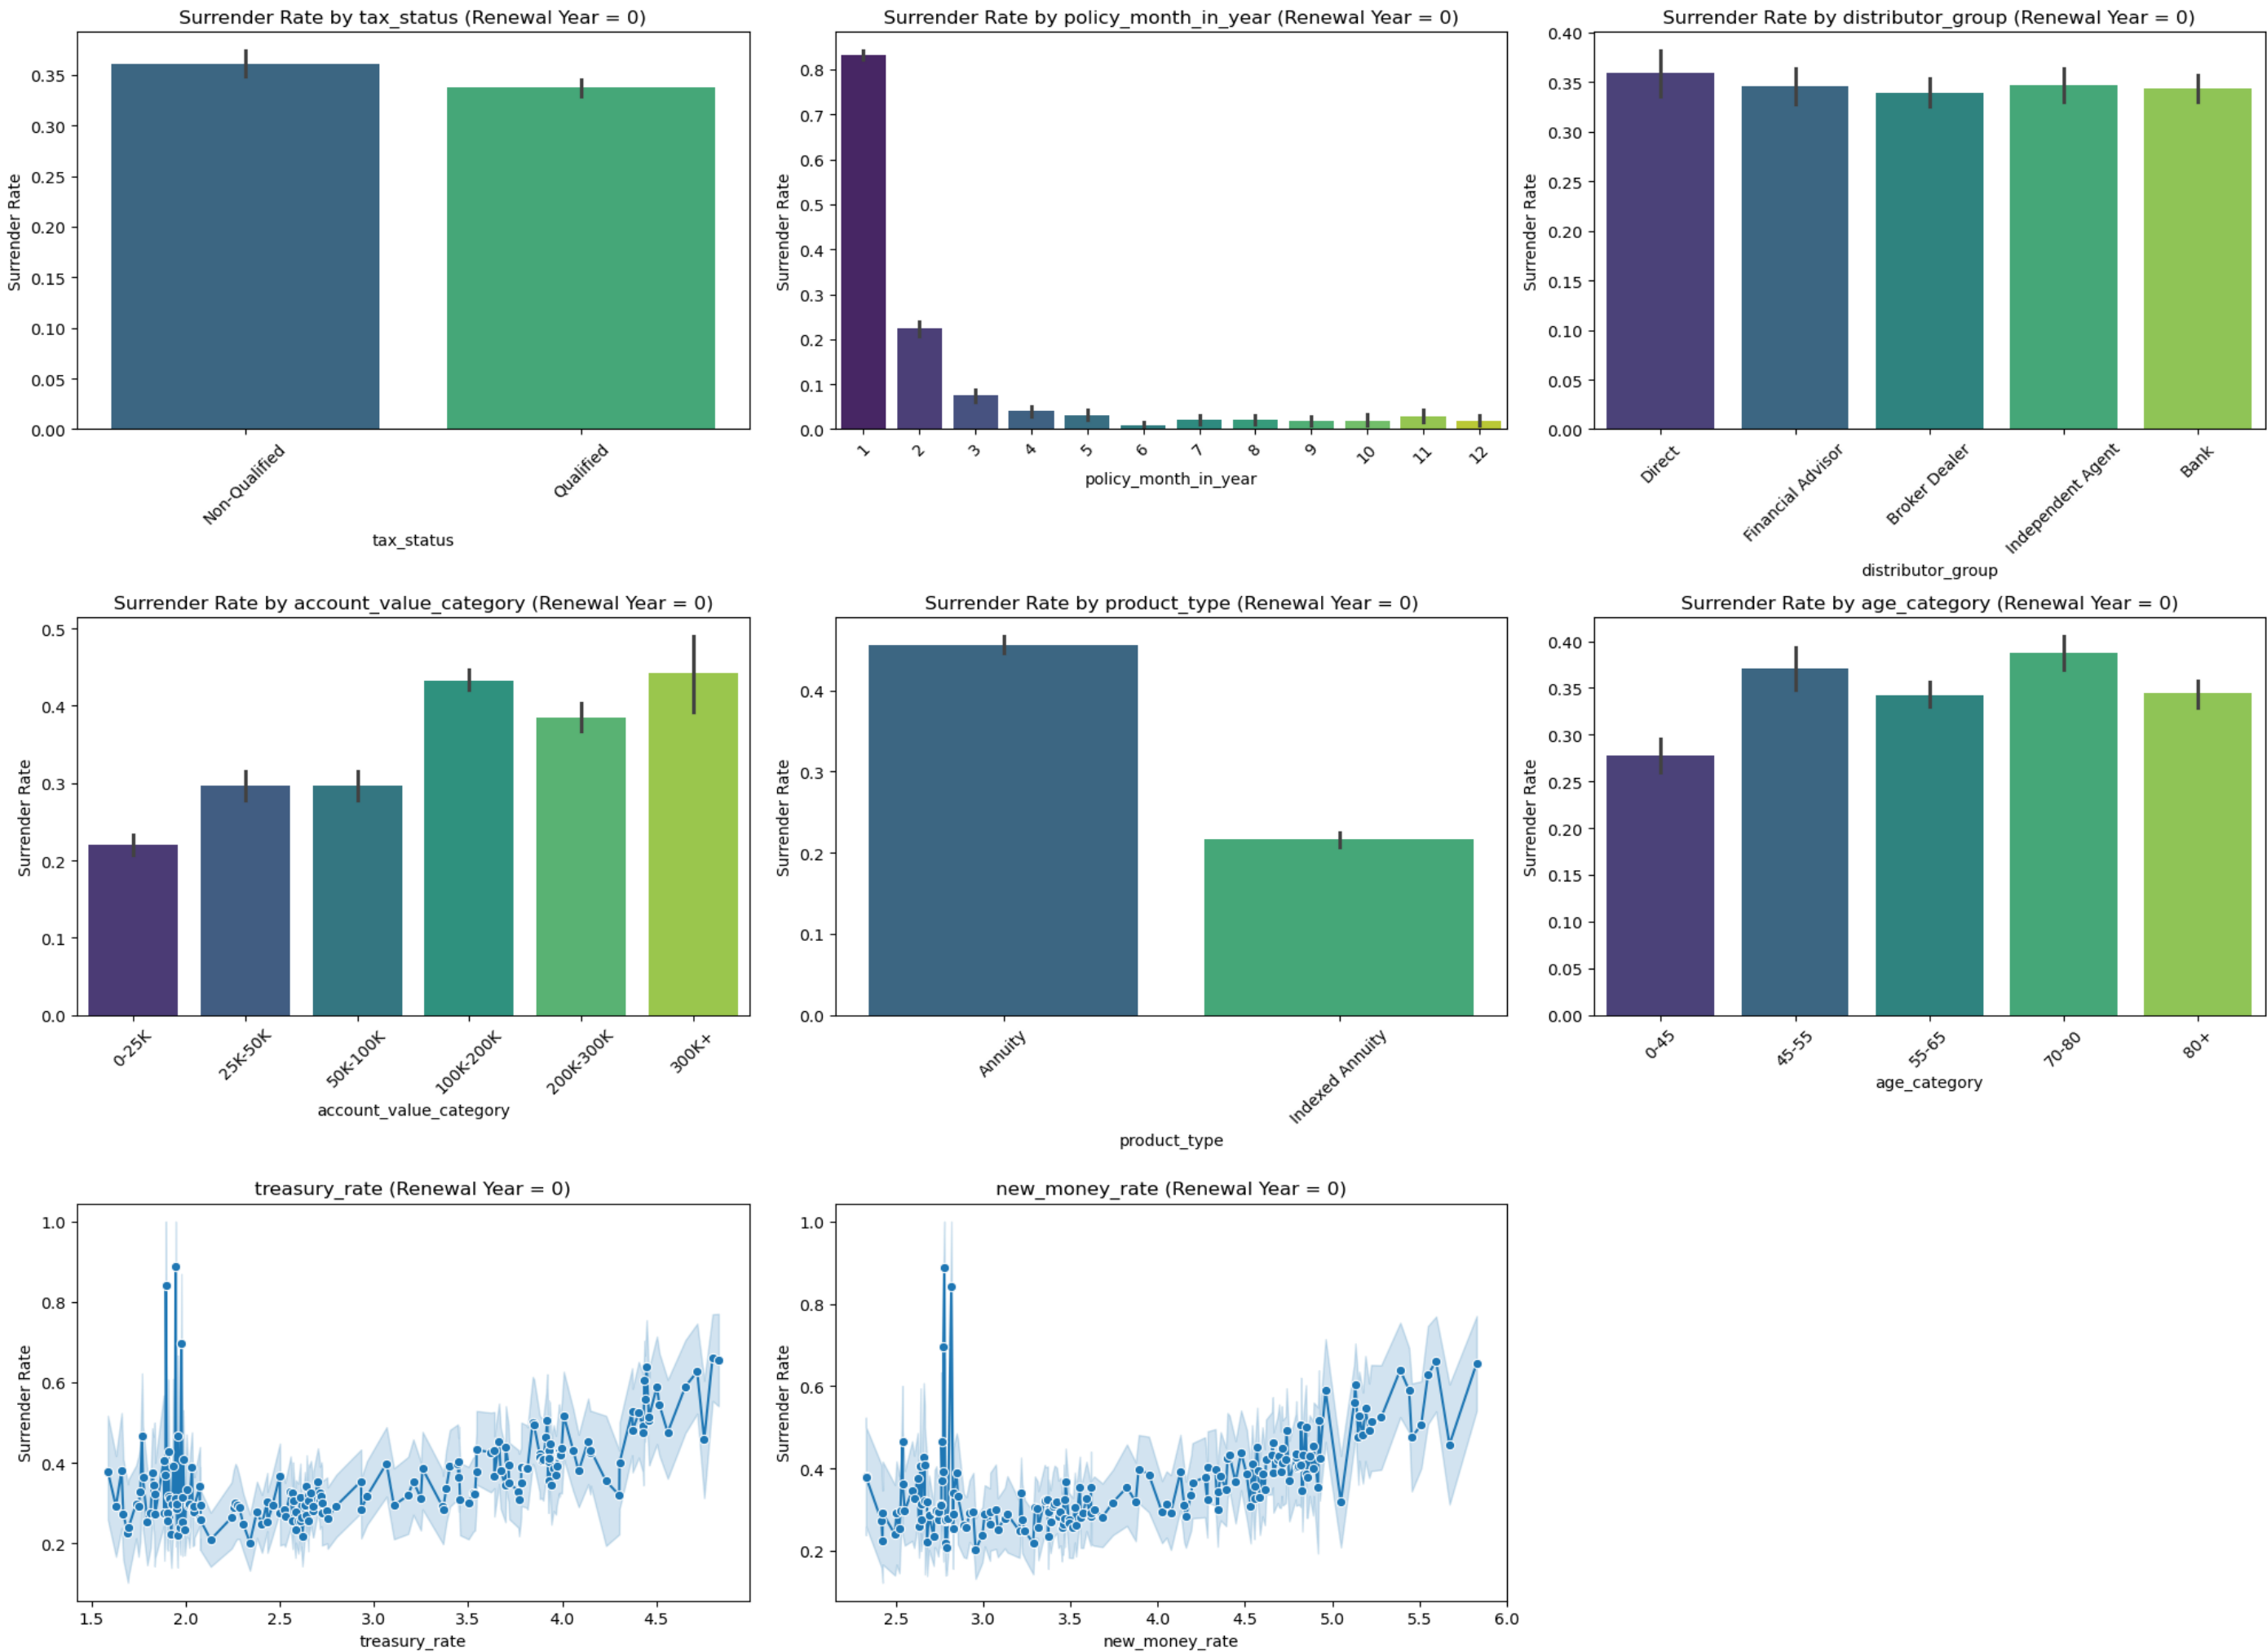 Surrender Rate by tax_status (Renewal Year = 0)
Surrender Rate
0.35
0.30
0.25
0.20
0.15
0.10
0.05
0.00
Non-Qualified
Qualified
tax_status
Surrender Rate by policy_month_in_year (Renewal Year = 0)
Surrender Rate
0.8
0.7
0.6
0.5
0.4
0.3
0.2
0.1
0.0
1
2
3
4
5
6
7
8
9
10
11
12
policy_month_in_year
Surrender Rate by distributor_group (Renewal Year = 0)
Surrender Rate
0.40
0.35
0.30
0.25
0.20
0.15
0.10
0.05
0.00
Direct
Financial Advisor
Broker Dealer
Independent Agent
Bank
distributor_group
Surrender Rate by account_value_category (Renewal Year = 0)
Surrender Rate
0.5
0.4
0.3
0.2
0.1
0.0
0-25K
25K-50K
50K-100K
100K-200K
200K-300K
300K+
account_value_category
Surrender Rate by product_type (Renewal Year = 0)
Surrender Rate
0.4
0.3
0.2
0.1
0.0
Annuity
Indexed Annuity
product_type
Surrender Rate by age_category (Renewal Year = 0)
Surrender Rate
0.40
0.35
0.30
0.25
0.20
0.15
0.10
0.05
0.00
0-45
45-55
55-65
70-80
80+
age_category
treasury_rate (Renewal Year = 0)
Surrender Rate
1.0
0.8
0.6
0.4
0.2
1.5
2.0
2.5
3.0
3.5
4.0
4.5
treasury_rate
new_money_rate (Renewal Year = 0)
Surrender Rate
1.0
0.8
0.6
0.4
0.2
2.5
3.0
3.5
4.0
4.5
5.0
5.5
6.0
new_money_rate